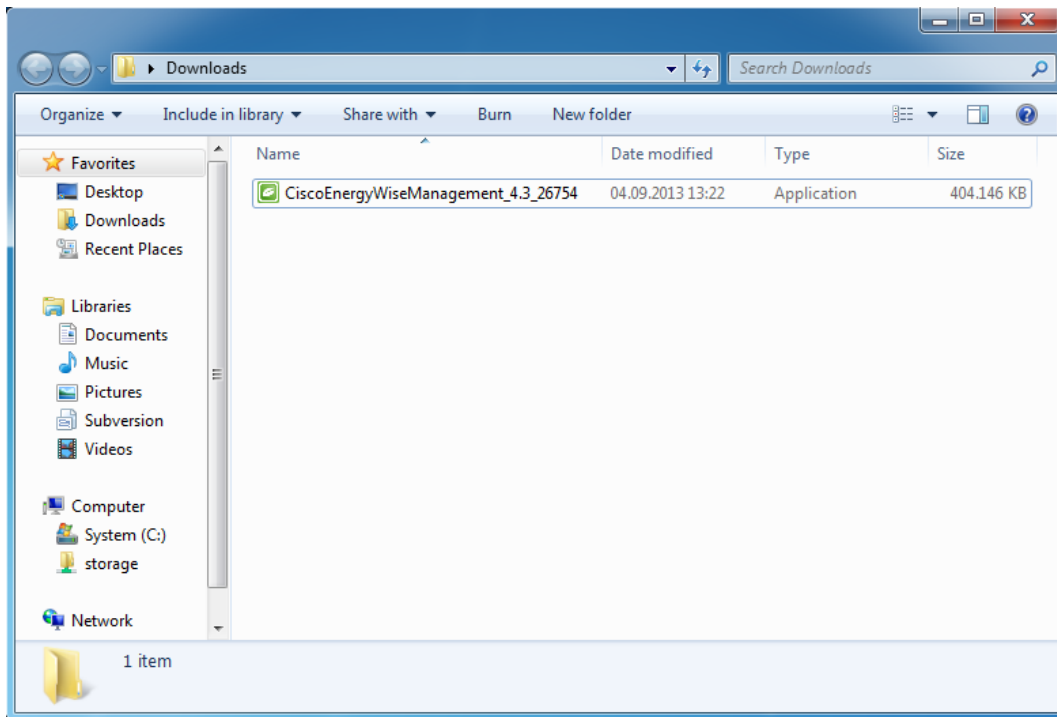 Downloads
Search Downloads
Organize
Include in library
Share with
Burn
New folder
Name
Date modified
Type
Size
CiscoEnergyWiseManagement_4.3_26754
04.09.2013 13:22
Application
404.146 KB
Favorites
Desktop
Downloads
Recent Places
Libraries
Documents
Music
Pictures
Subversion
Videos
Computer
System (C:)
storage
Network
1 item